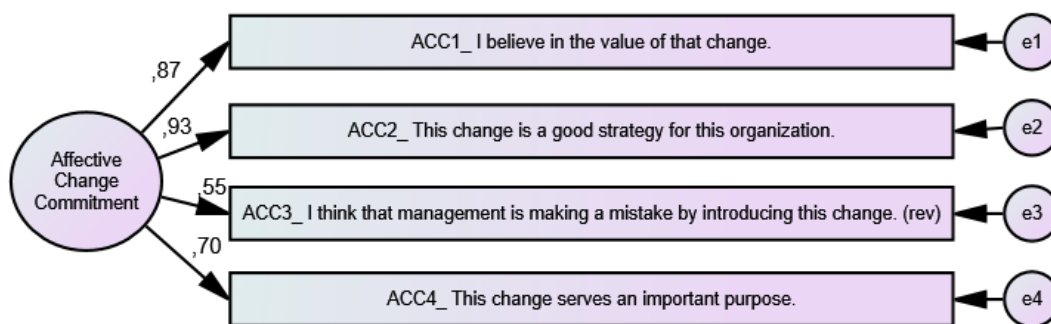 ACC1_ I believe in the value of that change.
e1
,87
ACC2_ This change is a good strategy for this organization.
e2
,93
Affective
Change
Commitment
,55
ACC3_ I think that management is making a mistake by introducing this change. (rev)
e3
,70
ACC4_ This change serves an important purpose.
e4